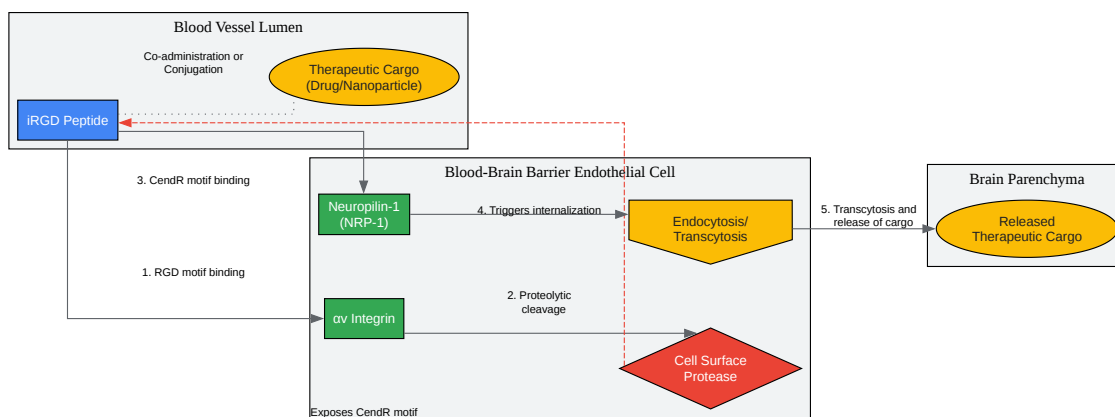 Blood Vessel Lumen
Co-administration or
Conjugation
Therapeutic Cargo
(Drug/Nanoparticle)
iRGD Peptide
3. CendR motif binding
Blood-Brain Barrier Endothelial Cell
Neuropilin-1
(NRP-1)
4. Triggers internalization
Endocytosis/
Transcytosis
5. Transcytosis and
release of cargo
Brain Parenchyma
Released
Therapeutic Cargo
1. RGD motif binding
αv Integrin
2. Proteolytic
cleavage
Cell Surface
Protease
Exposes CendR motif